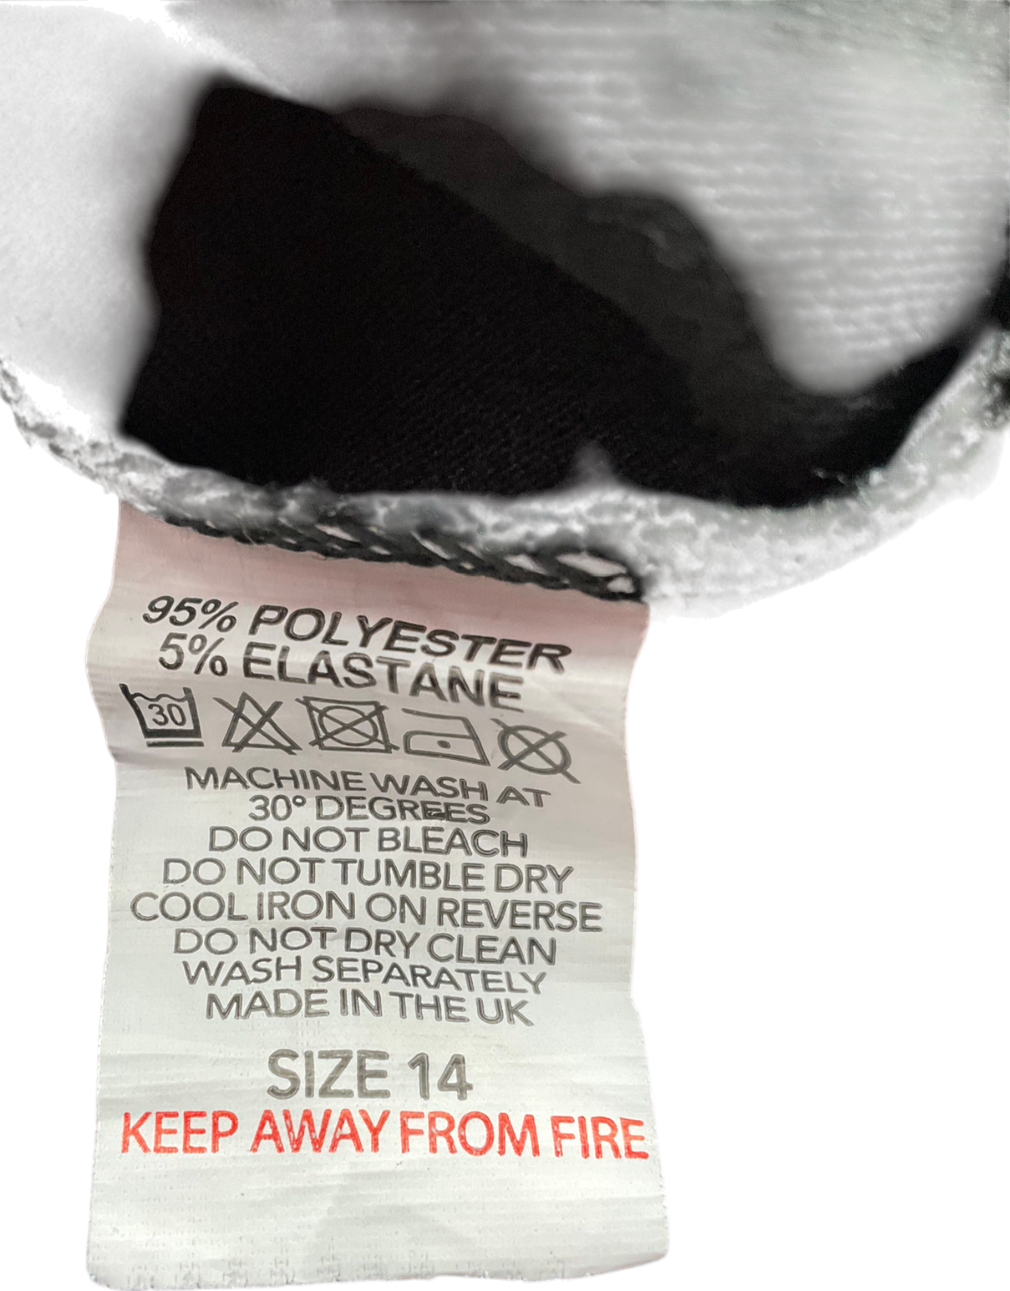 95% POLYESTER
5% ELASTANE
30
MACHINE WASH AT
30° DEGREES
DO NOT BLEACH
DO NOT TUMBLE DRY
COOL IRON ON REVERSE
DO NOT DRY CLEAN
WASH SEPARATELY
MADE IN THE UK
SIZE 14
KEEP AWAY FROM FIRE